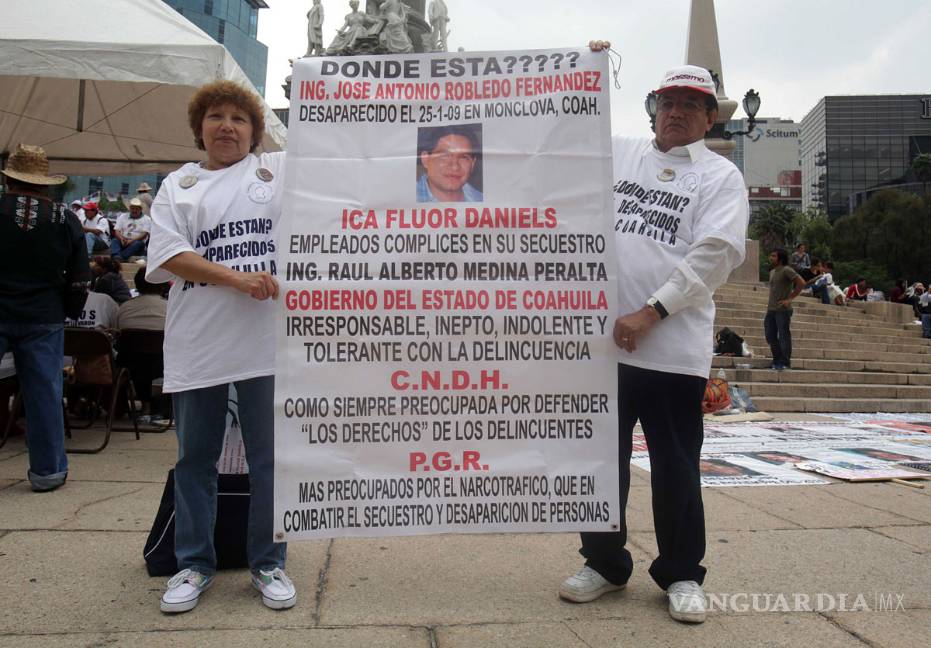 DONDE ESTA?????
ING. JOSE ANTONIO ROBLEDO FERNANDEZ
DESAPARECIDO EL 25-1-09 EN MONCLOVA, COAH.
ICA FLUOR DANIELS
EMPLEADOS COMPLICES EN SU SECUESTRO
ING. RAUL ALBERTO MEDINA PERALTA
GOBIERNO DEL ESTADO DE COAHUILA
IRRESPONSABLE, INEPTO, INDOLENTE Y
TOLERANTE CON LA DELINCUENCIA
C.N.D.H.
COMO SIEMPRE PREOCUPADA POR DEFENDER
“LOS DERECHOS” DE LOS DELINCUENTES
P.G.R.
MAS PREOCUPADOS POR EL NARCOTRAFICO, QUE EN
COMBATIR EL SECUESTRO Y DESAPARICION DE PERSONAS
DONDE ESTAN?
¿DONDE ESTAN?
DESAPARECIDOS
COAHUILA
Scitum
VANGUARDIA|MX